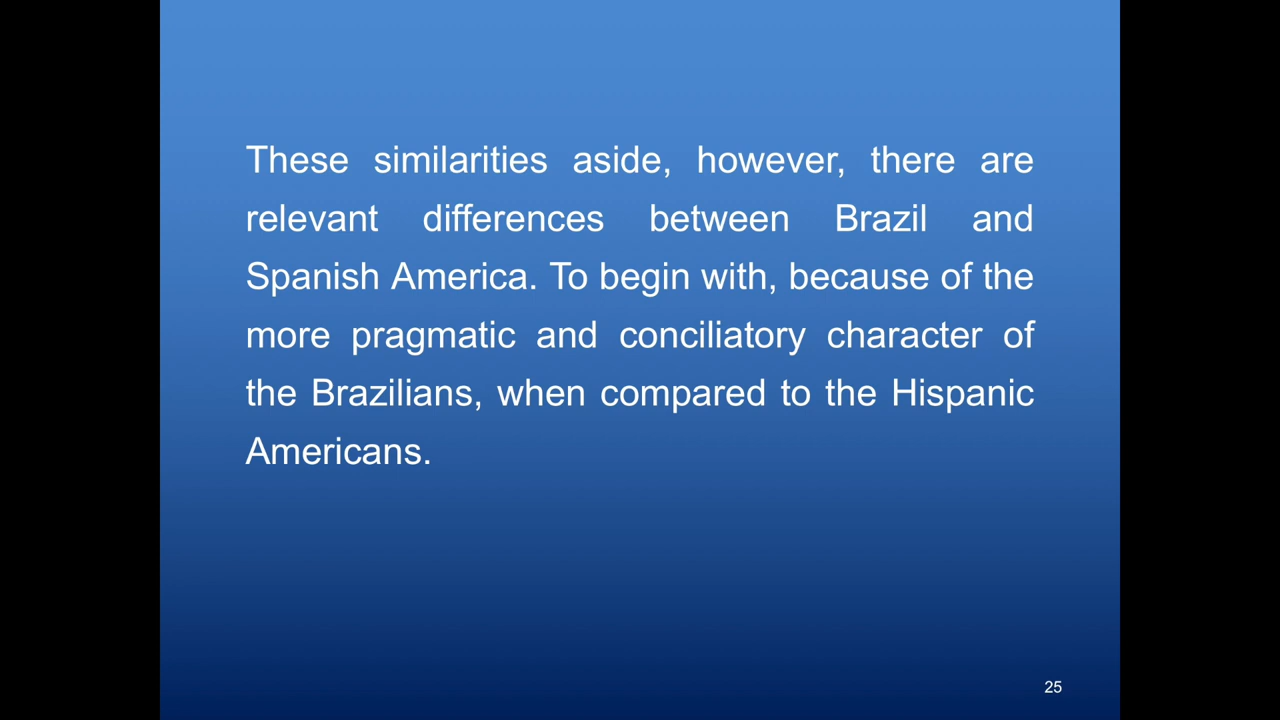 These similarities aside, however, there are
relevant differences between Brazil and
Spanish America. To begin with, because of the
more pragmatic and conciliatory character of
the Brazilians, when compared to the Hispanic
Americans.
25